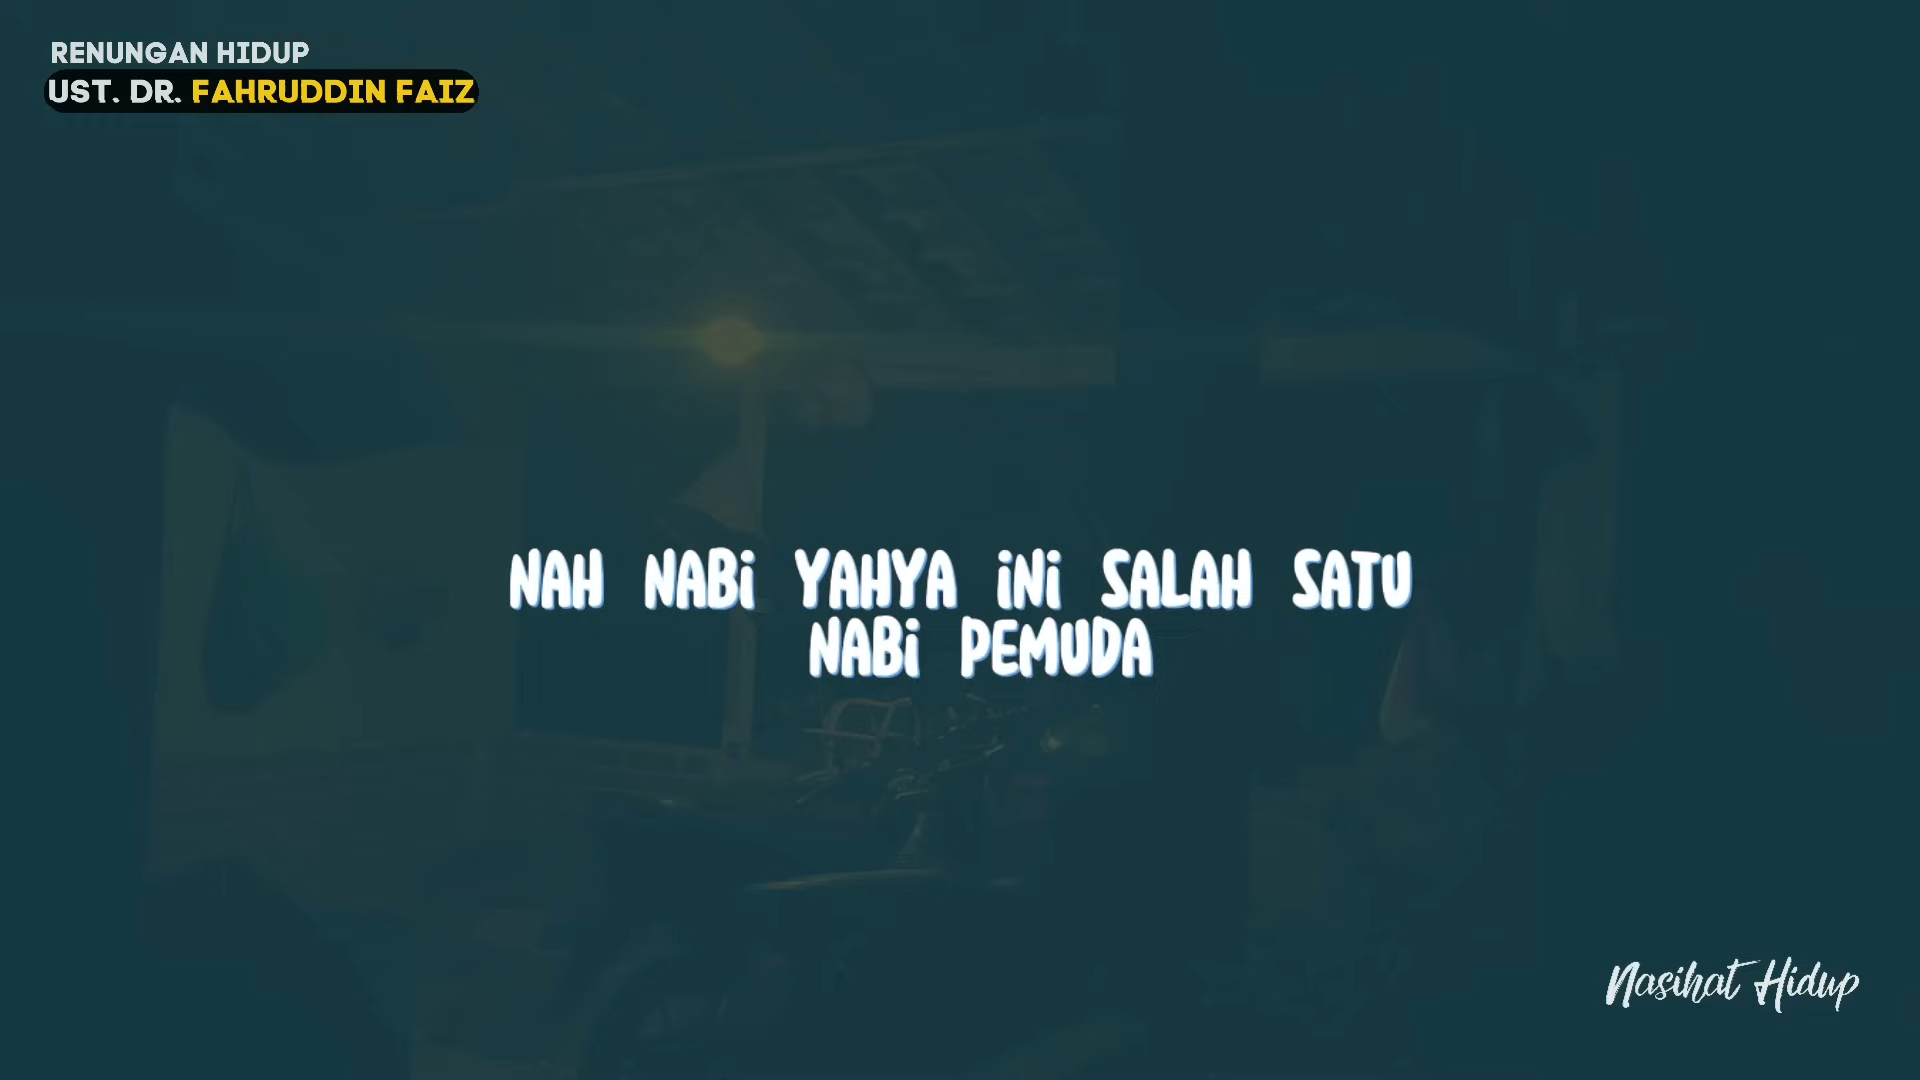 RENUNGAN HIDUP
UST. DR. FAHRUDDIN FAIZ
NAH NABI YAHYA INI SALAH SATU
NABI PEMUDA
Nasihat Hidup